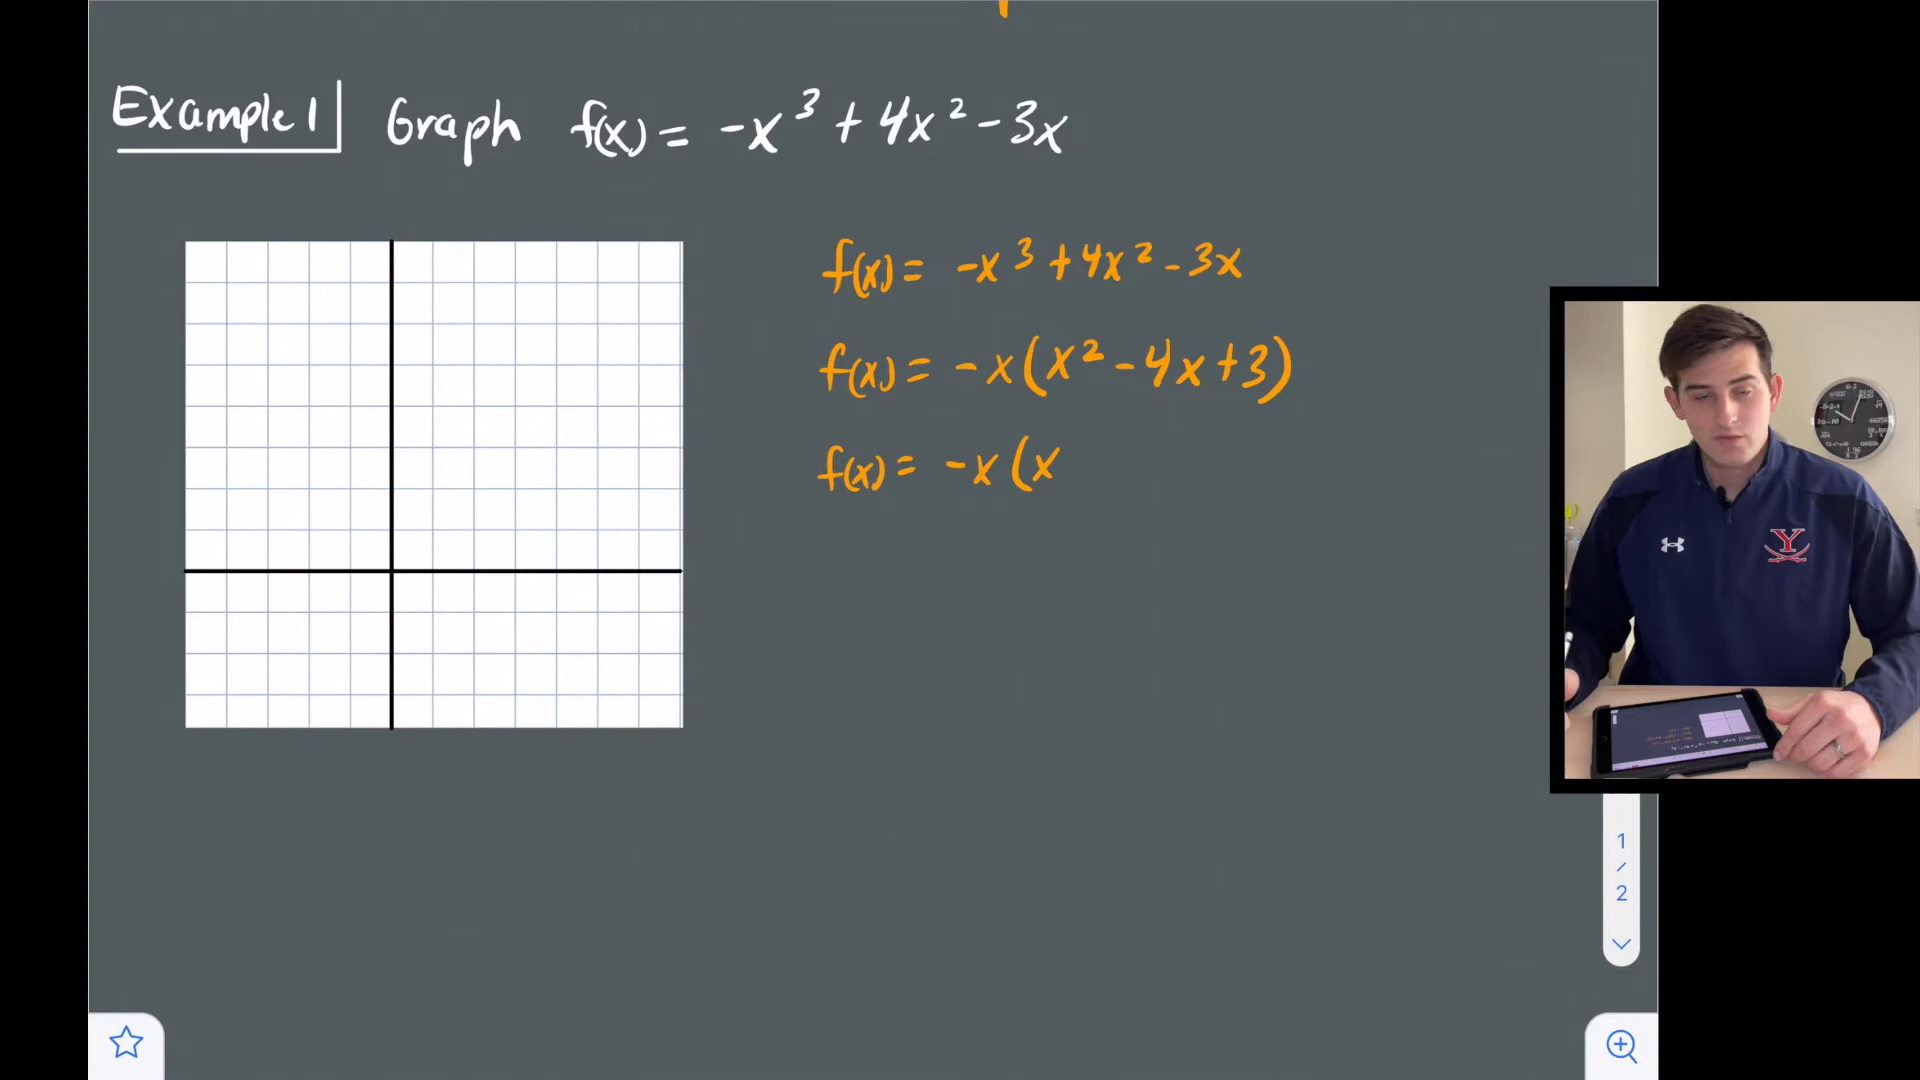 Example 1 Graph f(x) = -x³ + 4x² - 3x
f(x) = -x³ + 4x² - 3x
f(x) = -x(x² - 4x + 3)
f(x) = -x(x
Y
1
/
2